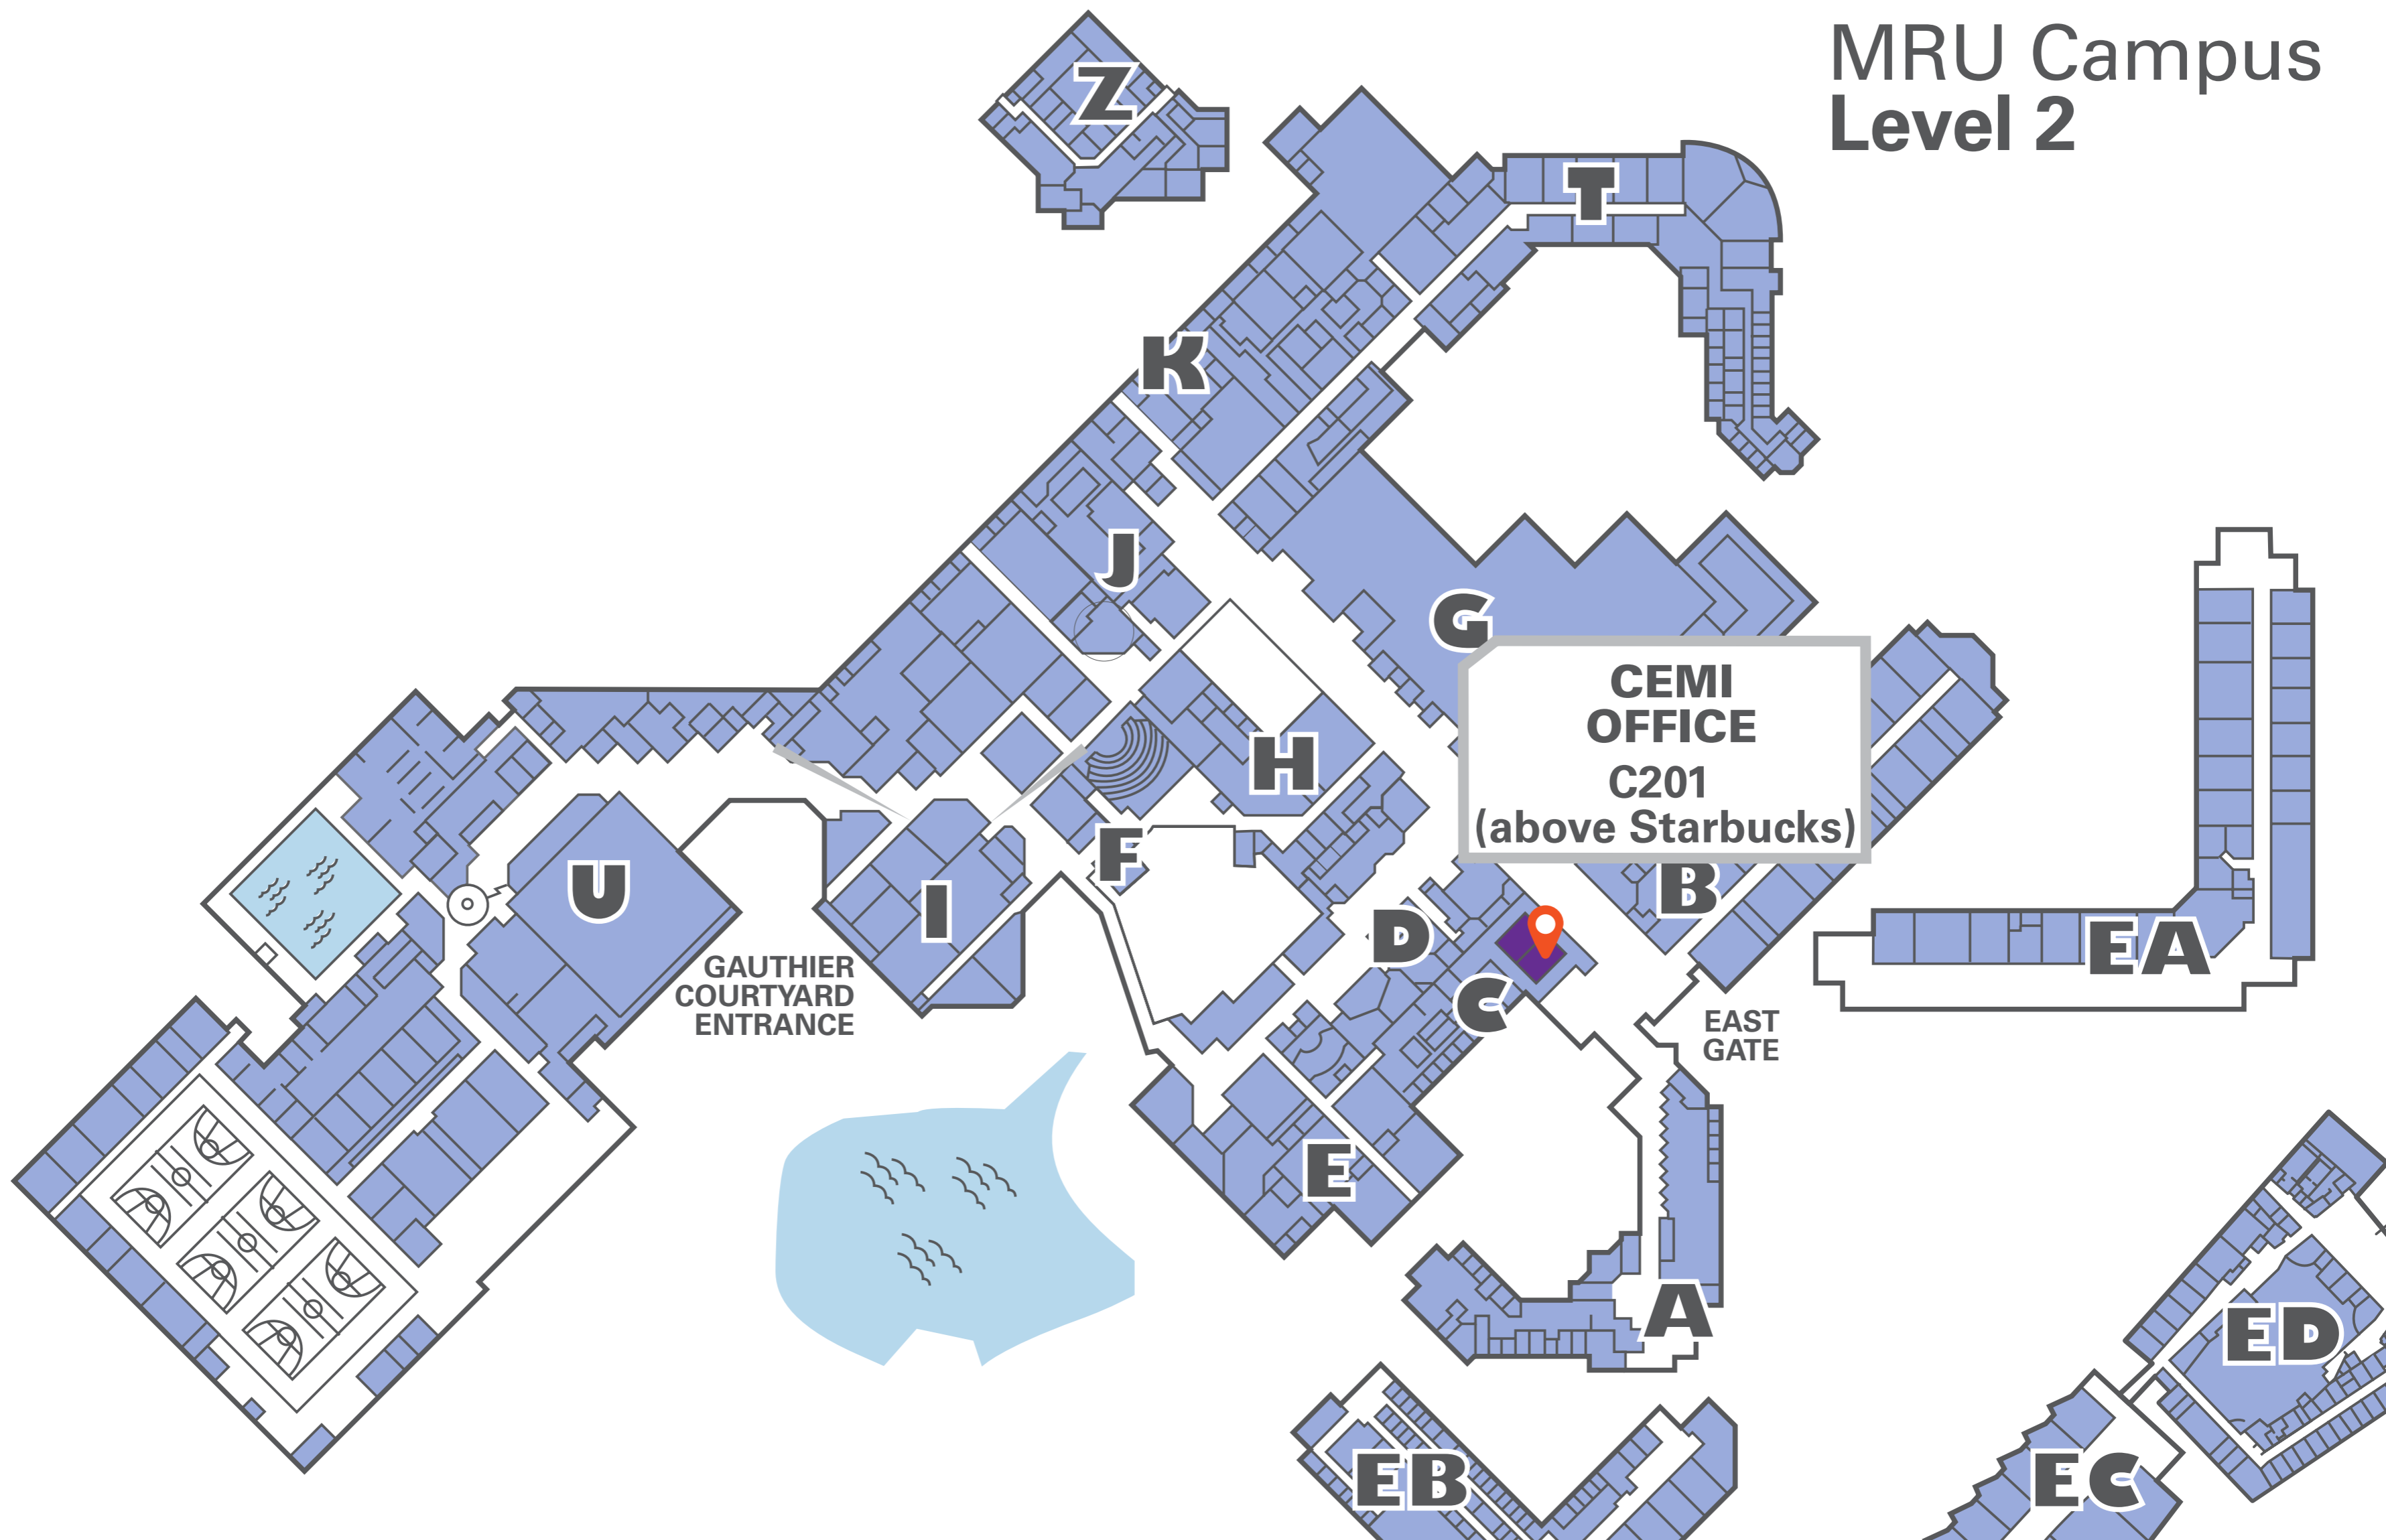 MRU Campus
Level 2
Z
T
K
J
G
CEMI
OFFICE
C201
(above Starbucks)
H
F
U
I
B
D
EA
GAUTHIER
COURTYARD
ENTRANCE
C
EAST
GATE
E
A
ED
EB
EC